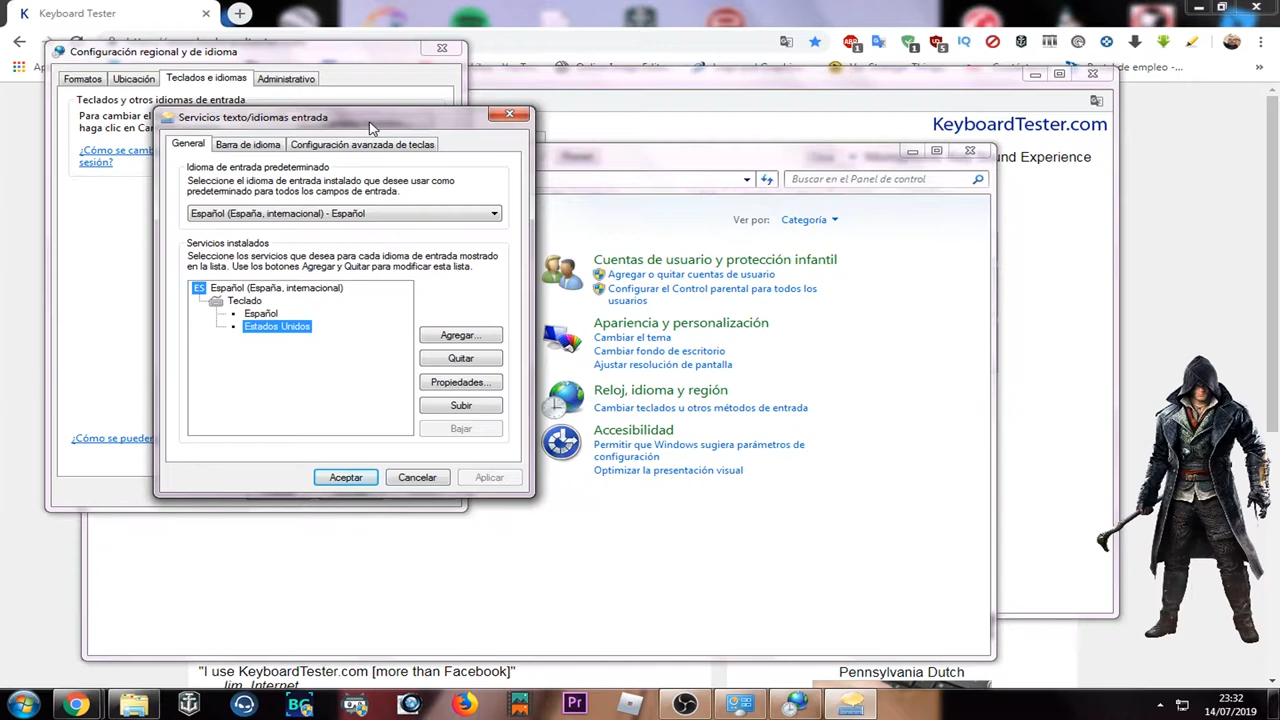 Keyboard Tester
Configuración regional y de idioma
Formatos
Ubicación
Teclados e idiomas
Administrativo
Portal de empleo -...
»
Teclados y otros idiomas de entrada
Para cambiar el
haga clic en Car
¿Cómo se camb
sesión?
Servicios texto/idiomas entrada
General
Barra de idioma
Configuración avanzada de teclas
Idioma de entrada predeterminado
Seleccione el idioma de entrada instalado que desee usar como
predeterminado para todos los campos de entrada.
Español (España, internacional) - Español
Servicios instalados
Seleccione los servicios que desea para cada idioma de entrada mostrado
en la lista. Use los botones Agregar y Quitar para modificar esta lista.
ES Español (España, internacional)
Teclado
Español
Estados Unidos
Agregar...
Quitar
Propiedades...
Subir
Bajar
¿Cómo se pueder
Aceptar
Cancelar
Aplicar
KeyboardTester.com
und Experience
Buscar en el Panel de control
Ver por: Categoría
Cuentas de usuario y protección infantil
Agregar o quitar cuentas de usuario
Configurar el Control parental para todos los
usuarios
Apariencia y personalización
Cambiar el tema
Cambiar fondo de escritorio
Ajustar resolución de pantalla
Reloj, idioma y región
Cambiar teclados u otros métodos de entrada
Accesibilidad
Permitir que Windows sugiera parámetros de
configuración
Optimizar la presentación visual
"I use KeyboardTester.com [more than Facebook]"
Jim, Internet
Pennsylvania Dutch
BG
Pr
23:32
14/07/2019